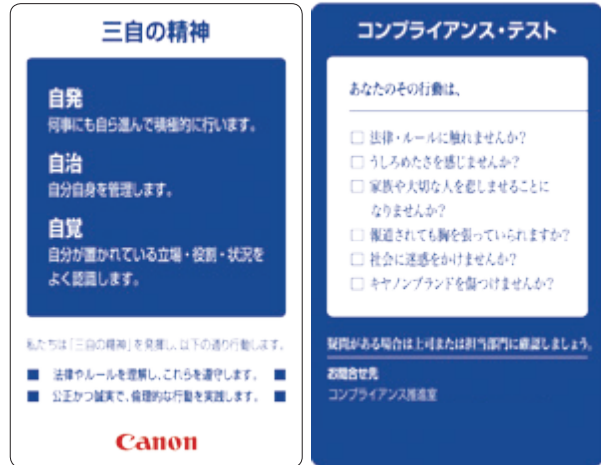 三自の精神
自発
何事にも自ら進んで積極的に行います。
自治
自分自身を管理します。
自覚
自分が置かれている立場・役割・状況を
よく認識します。
私たちは「三自の精神」を発揮し、以下の通り行動します。
■ 法律やルールを理解し、これらを遵守します。 ■
■ 公正かつ誠実で、倫理的な行動を実践します。 ■
Canon
コンプライアンス・テスト
あなたのその行動は、
□ 法律・ルールに触れませんか?
□ うしろめたさを感じませんか?
□ 家族や大切な人を悲しませることに
なりませんか?
□ 報道されても胸を張っていられますか?
□ 社会に迷惑をかけませんか?
□ キヤノンブランドを傷つけませんか?
疑問がある場合は上司または担当部門に確認しましょう。
お問合せ先
コンプライアンス推進室